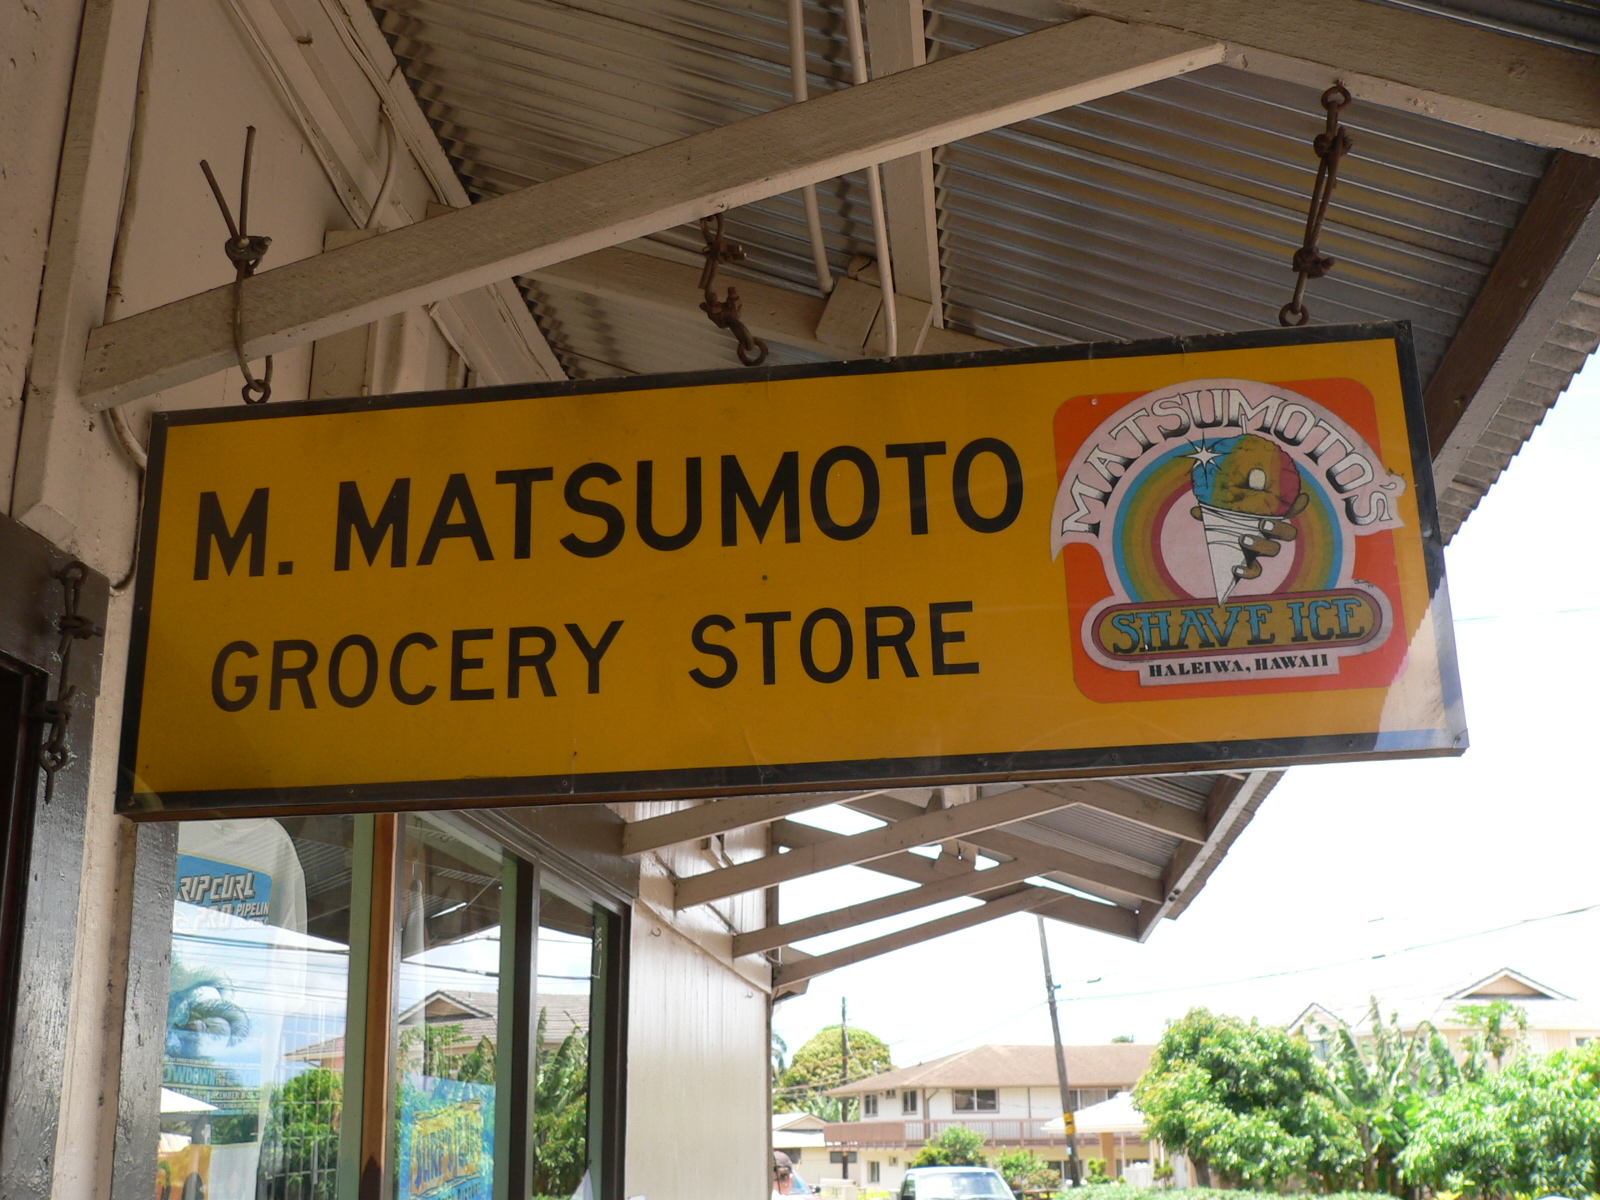 M. MATSUMOTO
GROCERY STORE
MATSUMOTO'S
SHAVE ICE
HALEIWA, HAWAII
RIP CURL
PRO PIPELIN